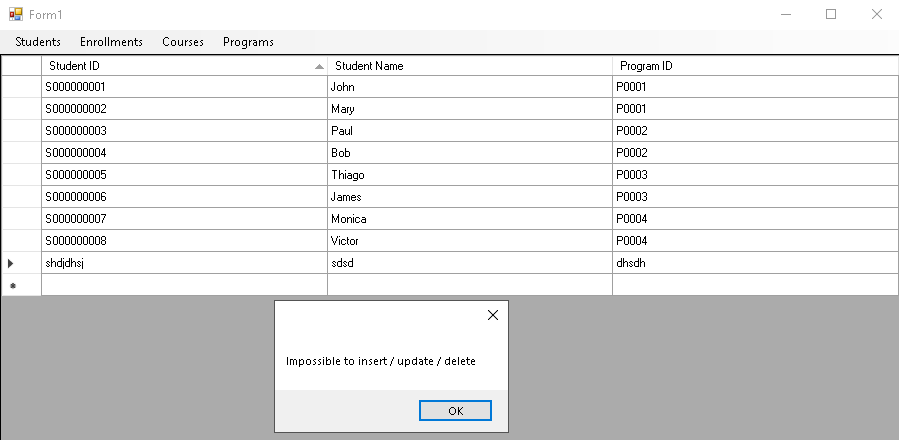 Form1
Students Enrollments Courses Programs
Student ID Student Name Program ID
S000000001 John P0001
S000000002 Mary P0001
S000000003 Paul P0002
S000000004 Bob P0002
S000000005 Thiago P0003
S000000006 James P0003
S000000007 Monica P0004
S000000008 Victor P0004
shdjdhsj sdsd dhsdh
Impossible to insert / update / delete
OK